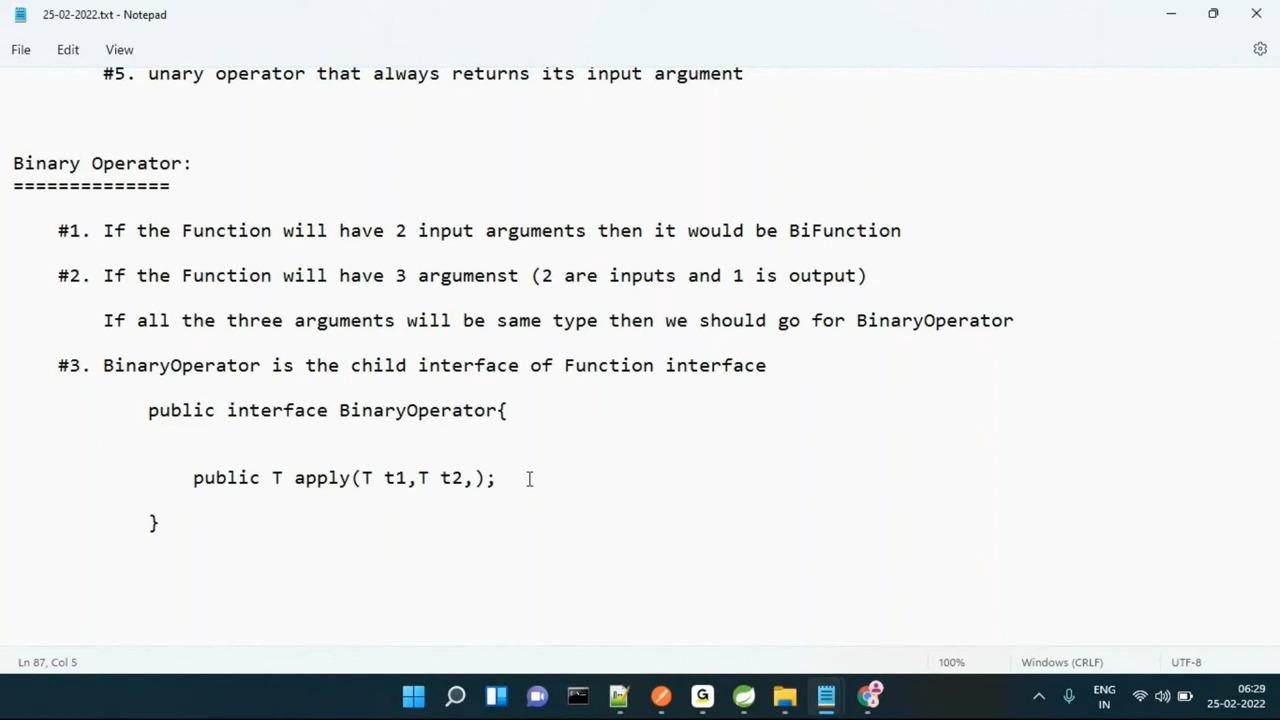 25-02-2022.txt - Notepad
File Edit View
#5. unary operator that always returns its input argument
Binary Operator:
==============
#1. If the Function will have 2 input arguments then it would be BiFunction
#2. If the Function will have 3 argumenst (2 are inputs and 1 is output)
If all the three arguments will be same type then we should go for BinaryOperator
#3. BinaryOperator is the child interface of Function interface
public interface BinaryOperator{
public T apply(T t1,T t2,);
}
Ln 87, Col 5 100% Windows (CRLF) UTF-8
ENG 06:29
IN 25-02-2022